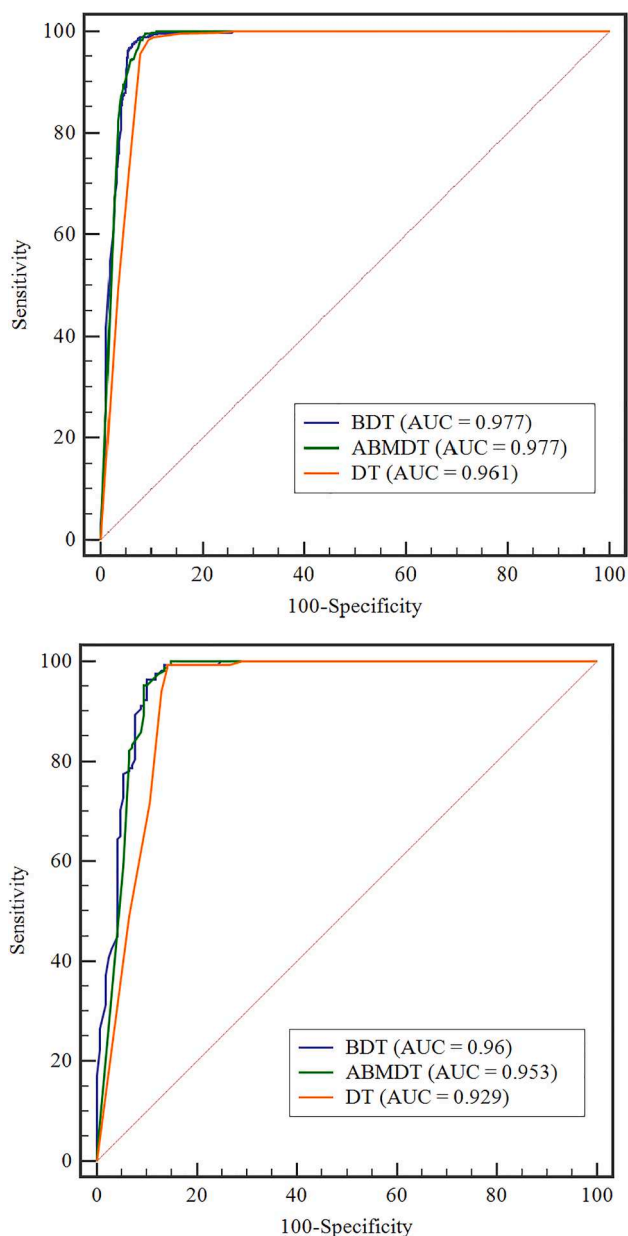 100
80
60
40
20
0
Sensitivity
BDT (AUC = 0.977)
ABMDT (AUC = 0.977)
DT (AUC = 0.961)
0 20 40 60 80 100
100-Specificity
100
80
60
40
20
0
Sensitivity
BDT (AUC = 0.96)
ABMDT (AUC = 0.953)
DT (AUC = 0.929)
0 20 40 60 80 100
100-Specificity